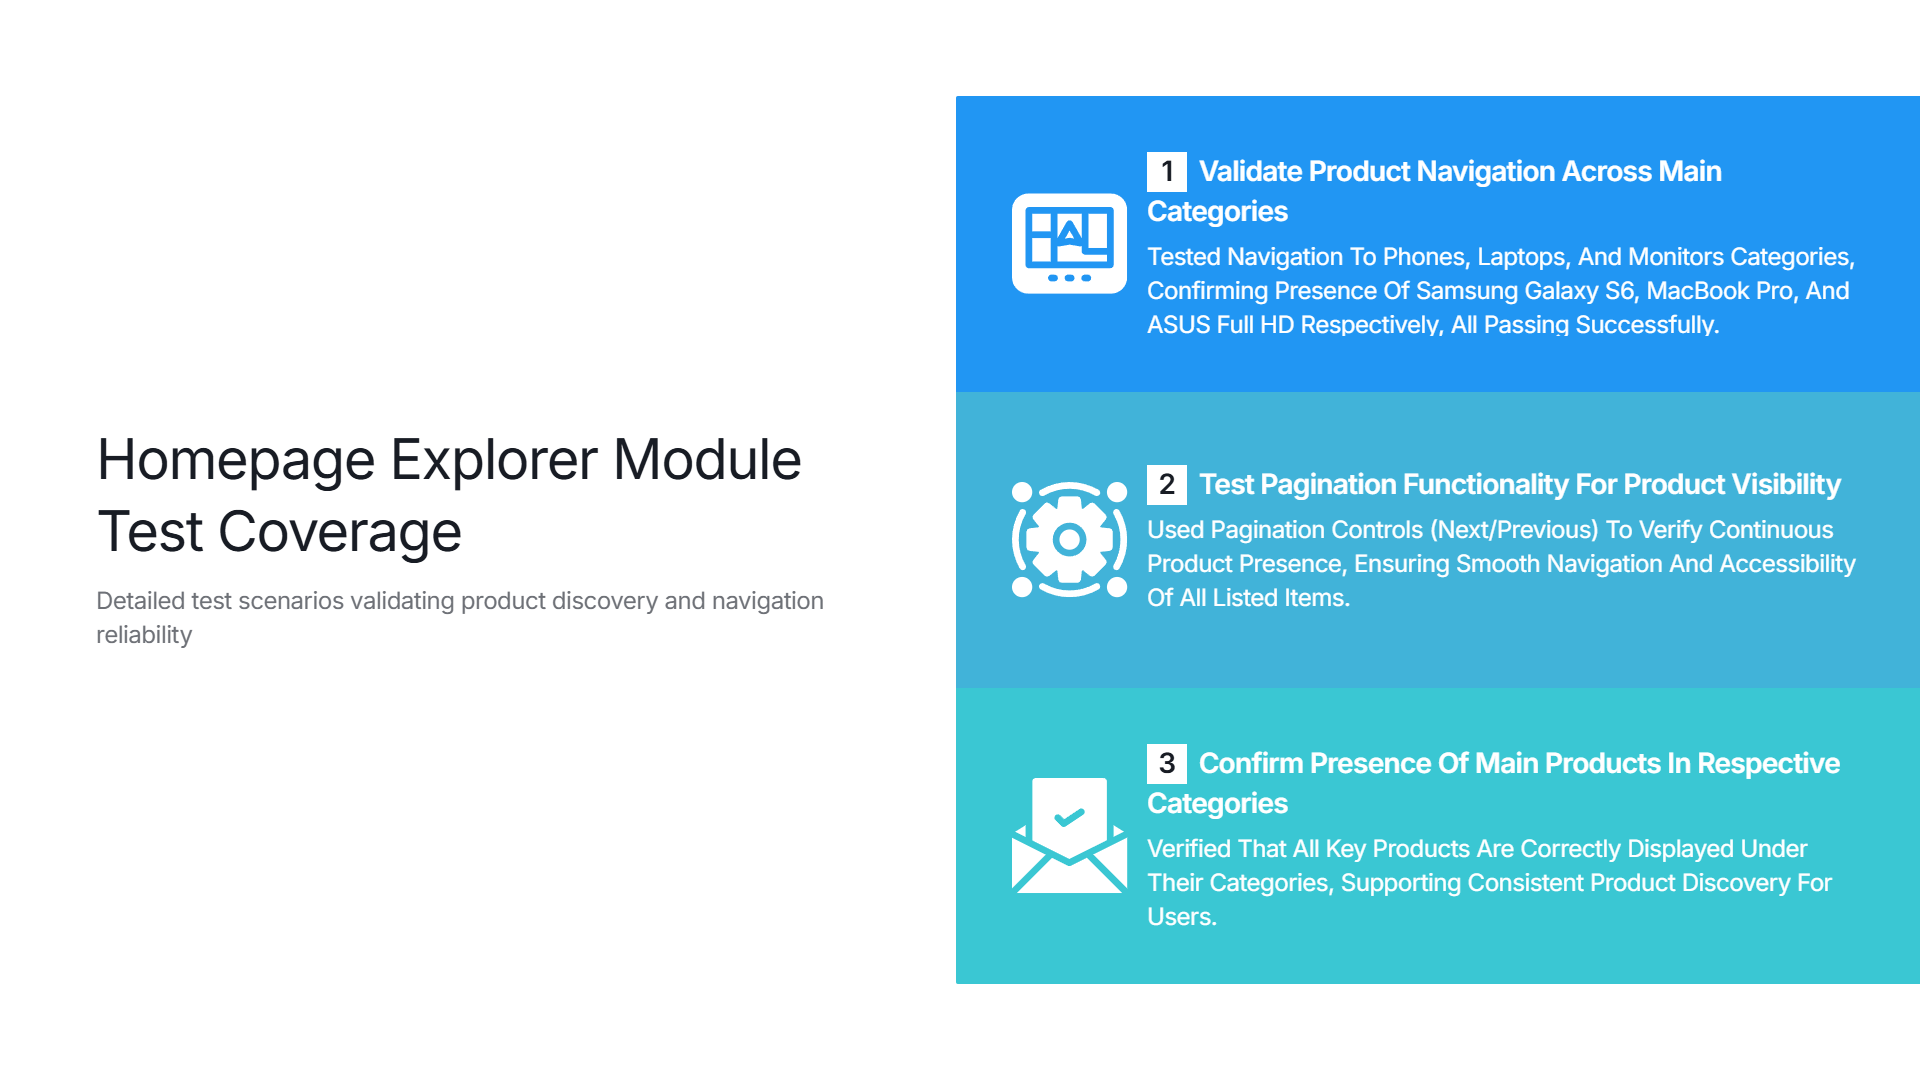 Homepage Explorer Module
Test Coverage
Detailed test scenarios validating product discovery and navigation
reliability
1 Validate Product Navigation Across Main
Categories
Tested Navigation To Phones, Laptops, And Monitors Categories,
Confirming Presence Of Samsung Galaxy S6, MacBook Pro, And
ASUS Full HD Respectively, All Passing Successfully.
2 Test Pagination Functionality For Product Visibility
Used Pagination Controls (Next/Previous) To Verify Continuous
Product Presence, Ensuring Smooth Navigation And Accessibility
Of All Listed Items.
3 Confirm Presence Of Main Products In Respective
Categories
Verified That All Key Products Are Correctly Displayed Under
Their Categories, Supporting Consistent Product Discovery For
Users.